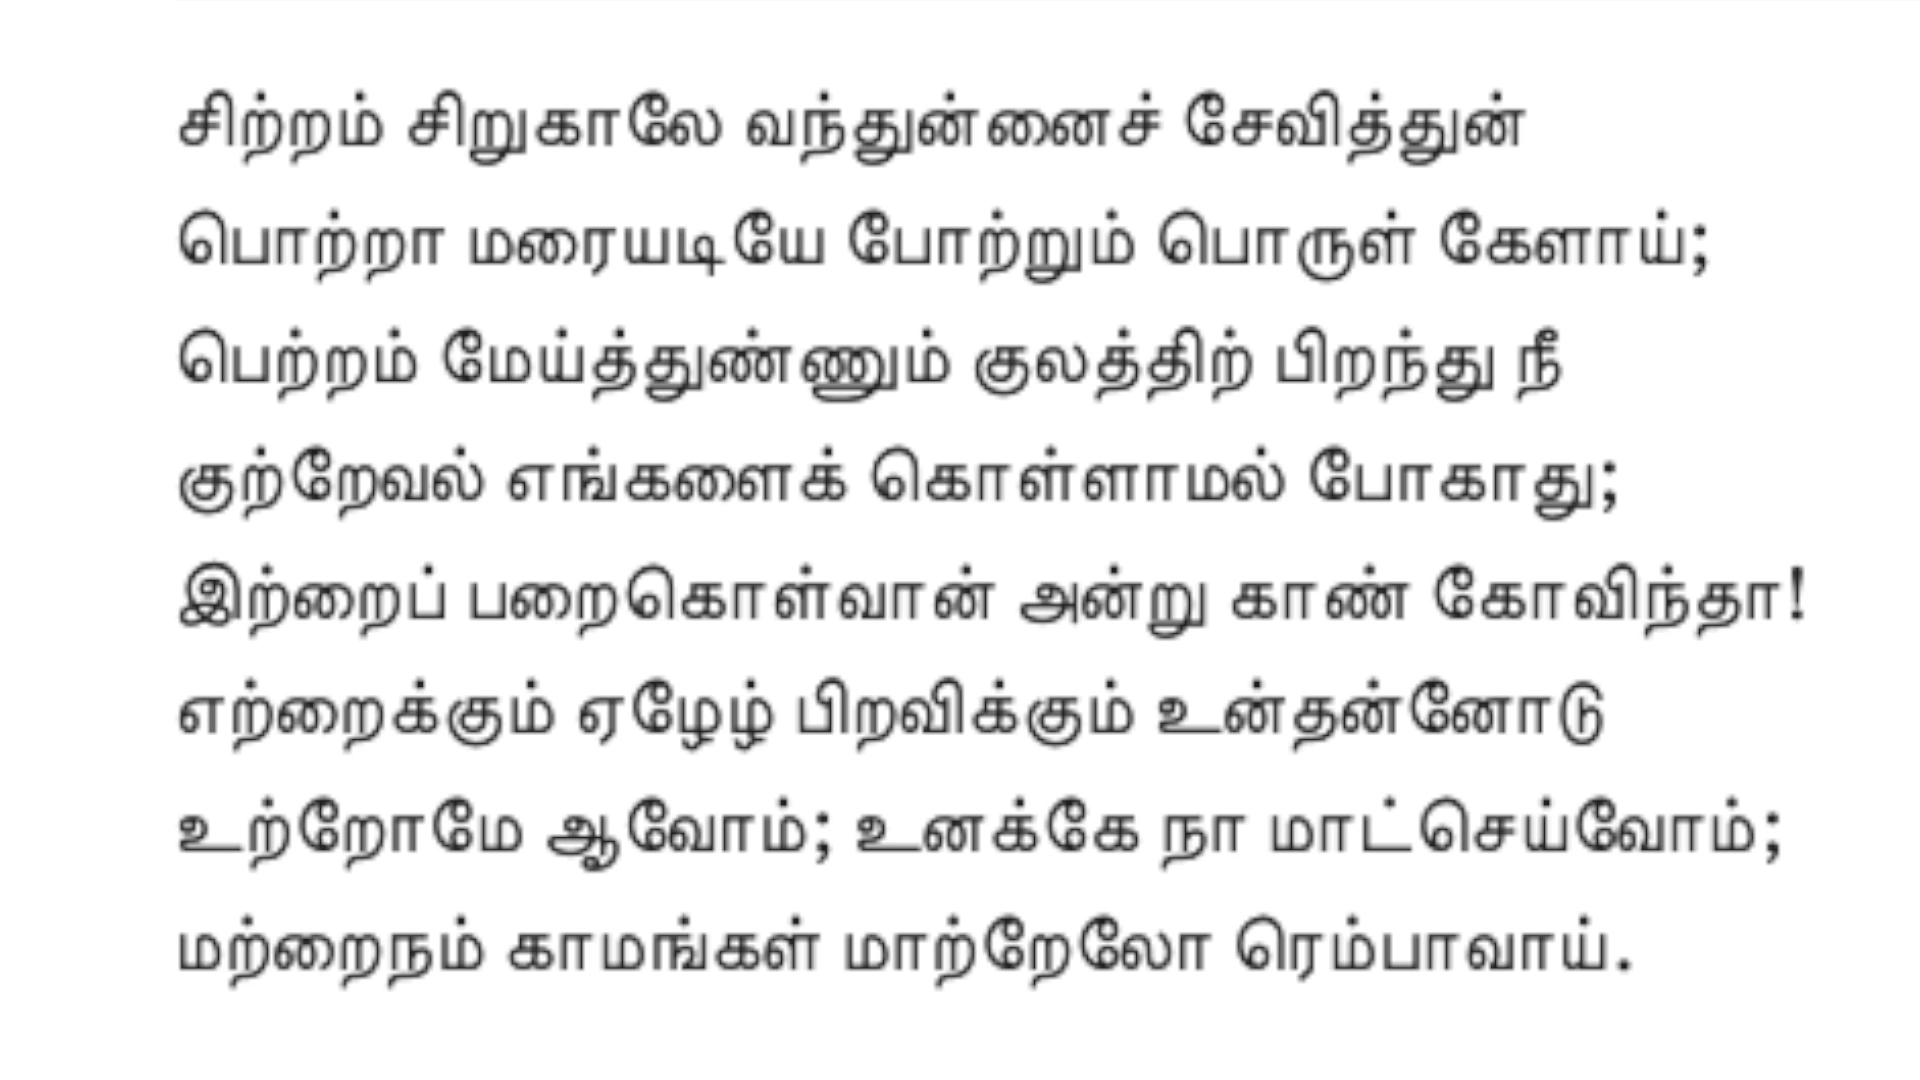 சிற்றம் சிறுகாலே வந்துன்னைச் சேவித்துன்
பொற்றா மரையடியே போற்றும் பொருள் கேளாய்;
பெற்றம் மேய்த்துண்ணும் குலத்திற் பிறந்து நீ
குற்றேவல் எங்களைக் கொள்ளாமல் போகாது;
இற்றைப் பறைகொள்வான் அன்று காண் கோவிந்தா!
எற்றைக்கும் ஏழேழ் பிறவிக்கும் உன்தன்னோடு
உற்றோமே ஆவோம்; உனக்கே நா மாட்செய்வோம்;
மற்றைநம் காமங்கள் மாற்றேலோ ரெம்பாவாய்.